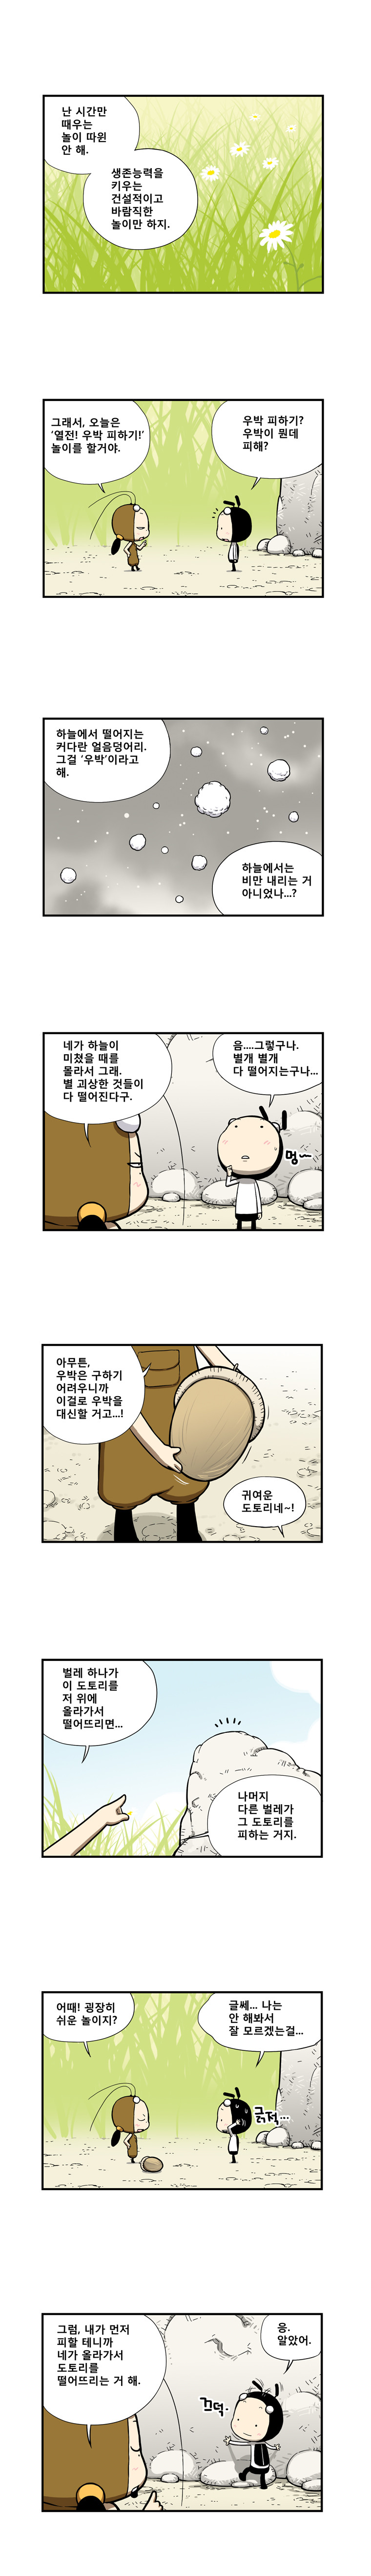 난 시간만
때우는
놀이 따윈
안 해.
생존능력을
키우는
건설적이고
바람직한
놀이만 하지.
그래서, 오늘은
'열전! 우박 피하기!'
놀이를 할거야.
우박 피하기?
우박이 뭔데
피해?
하늘에서 떨어지는
커다란 얼음덩어리.
그걸 '우박'이라고
해.
하늘에서는
비만 내리는 거
아니었나...?
네가 하늘이
미쳤을 때를
몰라서 그래.
별 괴상한 것들이
다 떨어진다구.
음....그렇구나.
별개 별개
다 떨어지는구나...
멈~
아무튼,
우박은 구하기
어려우니까
이걸로 우박을
대신할 거고...!
귀여운
도토리네~!
벌레 하나가
이 도토리를
저 위에
올라가서
떨어뜨리면...
나머지
다른 벌레가
그 도토리를
피하는 거지.
어때! 굉장히
쉬운 놀이지?
글쎄... 나는
안 해봐서
잘 모르겠는걸...
긁적...
그럼, 내가 먼저
피할 테니까
네가 올라가서
도토리를
떨어뜨리는 거 해.
응.
알았어.
끄덕.